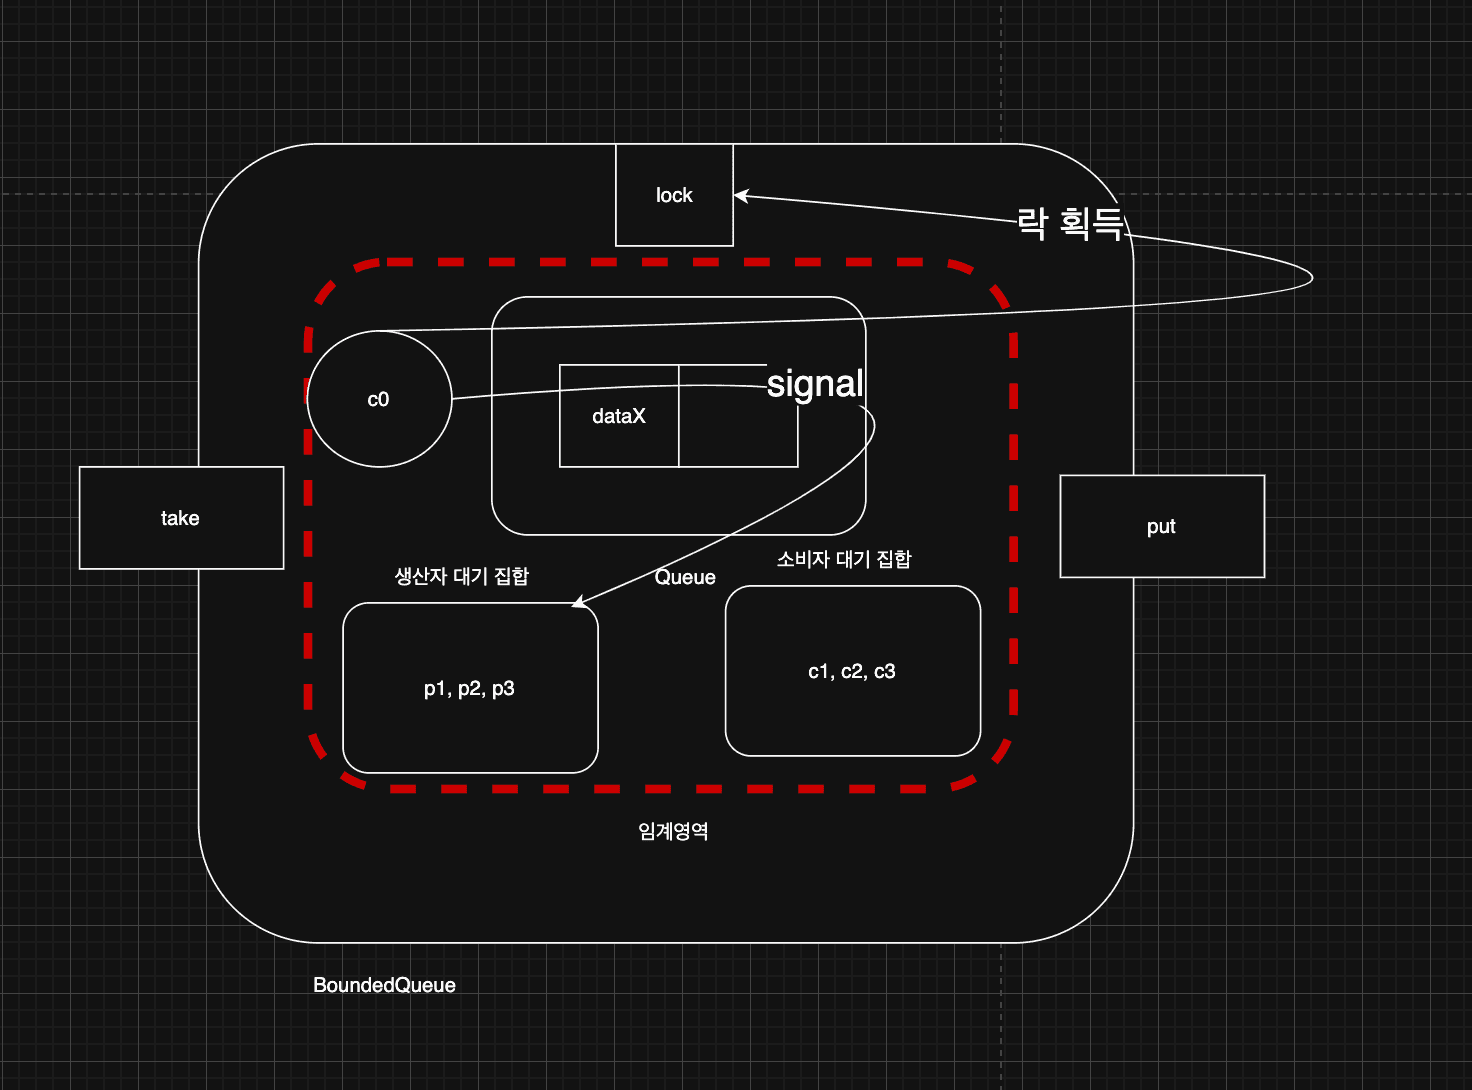 lock
락 획득
c0
signal
dataX
take
put
소비자 대기 집합
생산자 대기 집합
Queue
c1, c2, c3
p1, p2, p3
임계영역
BoundedQueue